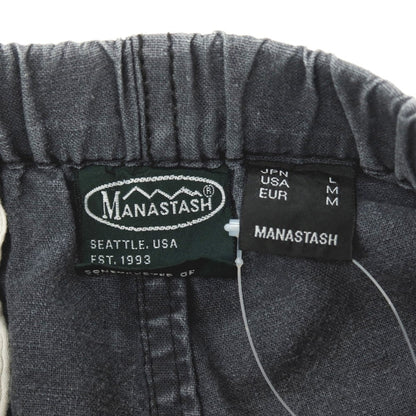 MANASTASH®
SEATTLE, USA
EST. 1993
JPN L
USA M
EUR M
MANASTASH